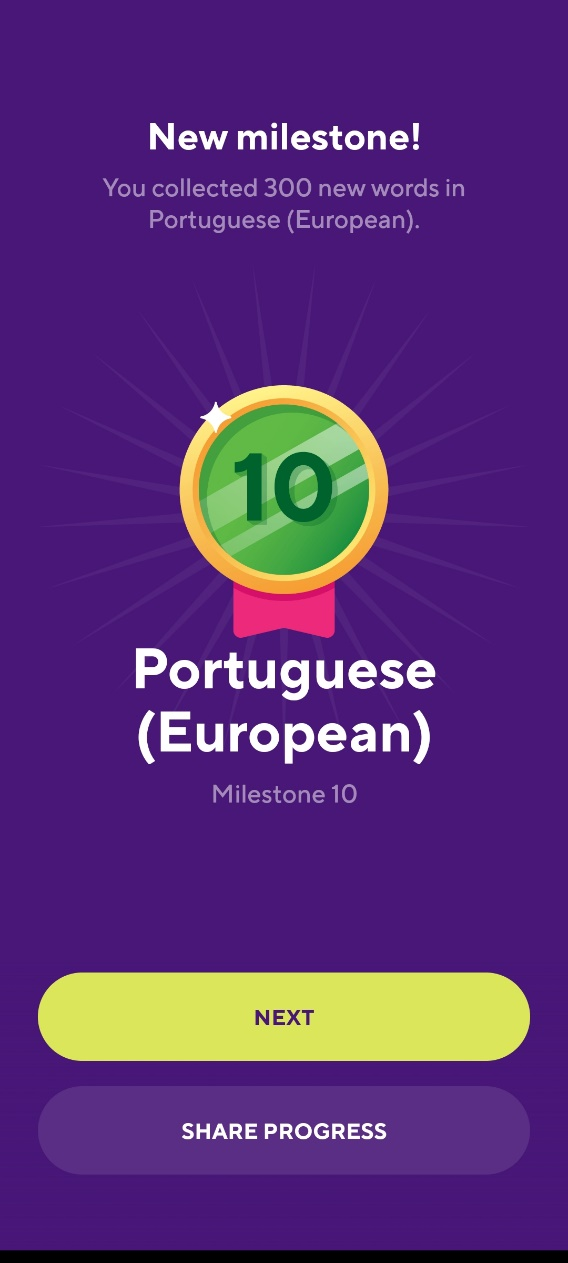 New milestone!
You collected 300 new words in
Portuguese (European).
10
Portuguese
(European)
Milestone 10
NEXT
SHARE PROGRESS